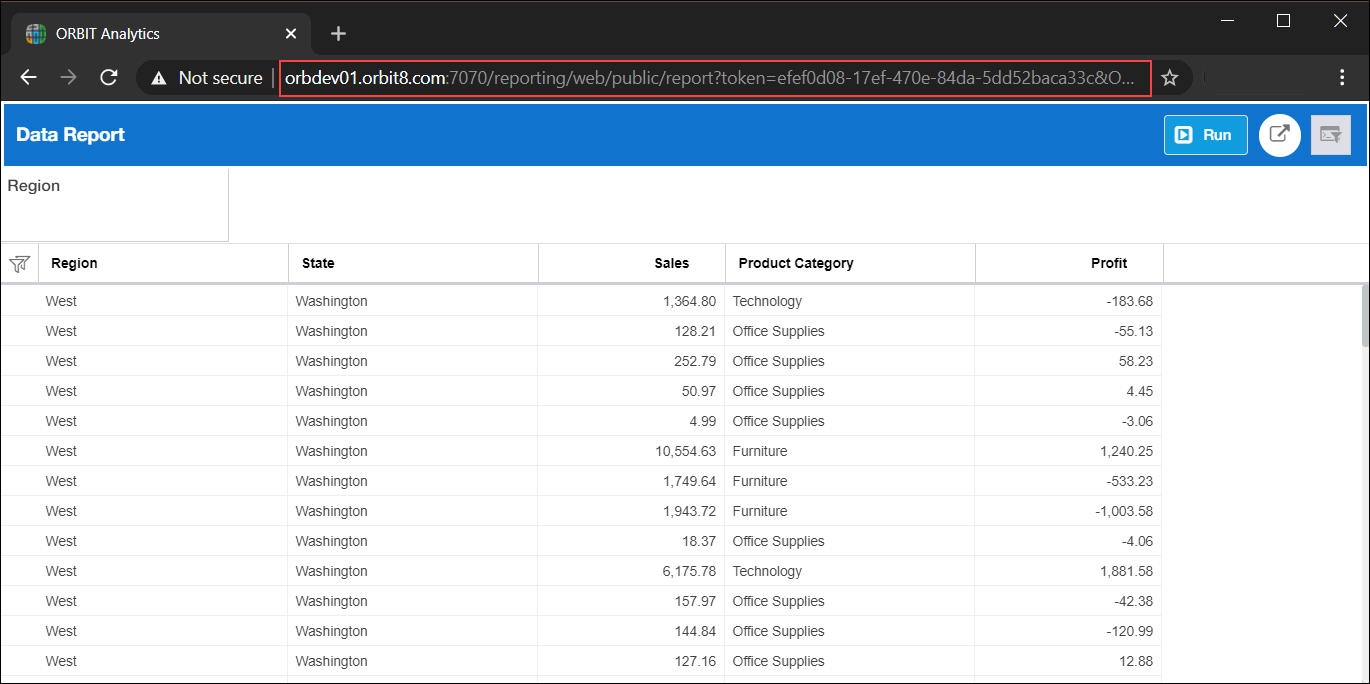 ORBIT Analytics
Not secure orbdev01.orbit8.com:7070/reporting/web/public/report?token=efef0d08-17ef-470e-84da-5dd52baca33c&O...
Data Report Run
Region
Region State Sales Product Category Profit
West Washington 1,364.80 Technology -183.68
West Washington 128.21 Office Supplies -55.13
West Washington 252.79 Office Supplies 58.23
West Washington 50.97 Office Supplies 4.45
West Washington 4.99 Office Supplies -3.06
West Washington 10,554.63 Furniture 1,240.25
West Washington 1,749.64 Furniture -533.23
West Washington 1,943.72 Furniture -1,003.58
West Washington 18.37 Office Supplies -4.06
West Washington 6,175.78 Technology 1,881.58
West Washington 157.97 Office Supplies -42.38
West Washington 144.84 Office Supplies -120.99
West Washington 127.16 Office Supplies 12.88